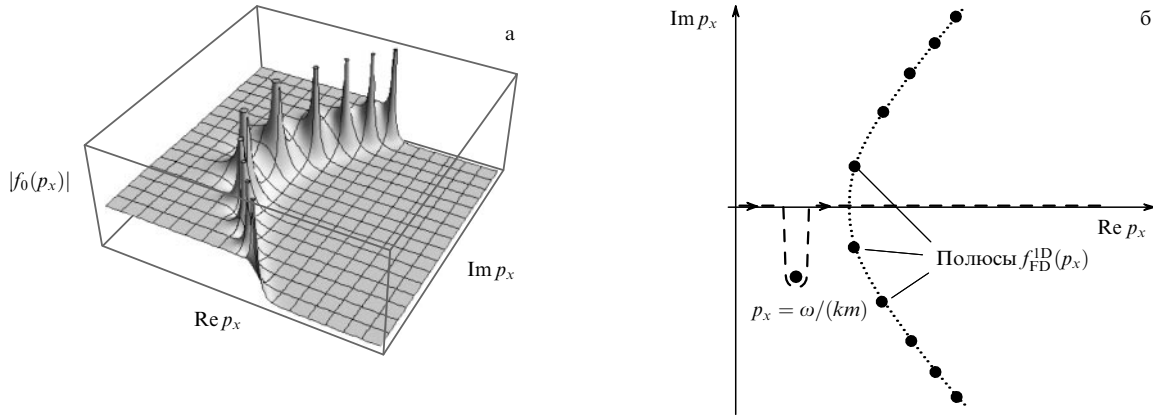 а
|f₀(pₓ)|
Re pₓ
Im pₓ
Im pₓ
б
Re pₓ
Полюсы f_FD^1D(pₓ)
pₓ = ω/(km)